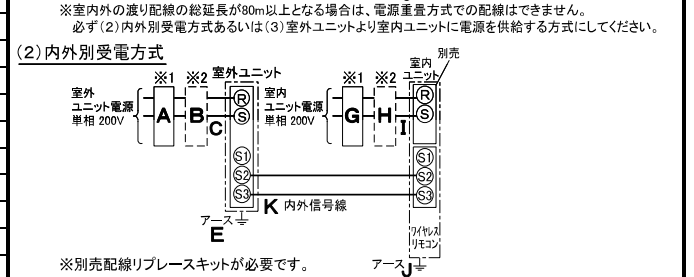 ※室内外の渡り配線の総延長が80m以上となる場合は、電源重畳方式での配線はできません。
必ず(2)内外別受電方式あるいは(3)室外ユニットより室内ユニットに電源を供給する方式にしてください。
(2)内外別受電方式
※1 ※2 室外ユニット
室外
ユニット電源
単相 200V
A B C
R
S
S1
S2
S3
アース
E
K 内外信号線
※1 ※2 室内
ユニット
別売
室内
ユニット電源
単相 200V
G H I
R
S
S1
S2
S3
ワイヤレス
リモコン
アース J
※別売配線リプレースキットが必要です。